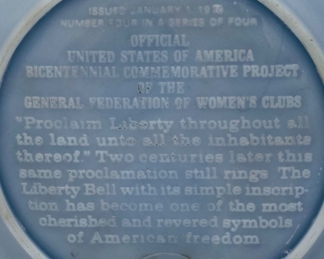 ISSUED JANUARY 1, 19
NUMBER FOUR IN A SERIES OF FOUR
OFFICIAL
UNITED STATES OF AMERICA
BICENTENNIAL COMMEMORATIVE PROJECT
OF THE
GENERAL FEDERATION OF WOMEN'S CLUBS
"Proclaim Liberty throughout all
the land unto all the inhabitants
thereof." Two centuries later this
same proclamation still rings The
Liberty Bell with its simple inscrip-
tion has become one of the most
cherished and revered symbols
of American freedom